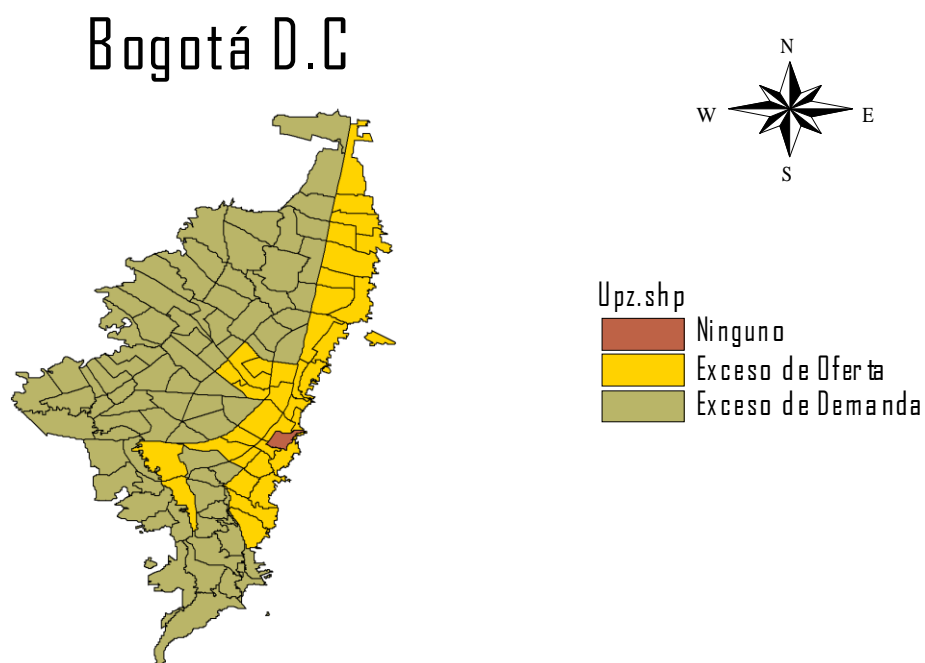 Bogotá D.C
N
W E
S
Upz.shp
Ninguno
Exceso de Oferta
Exceso de Demanda